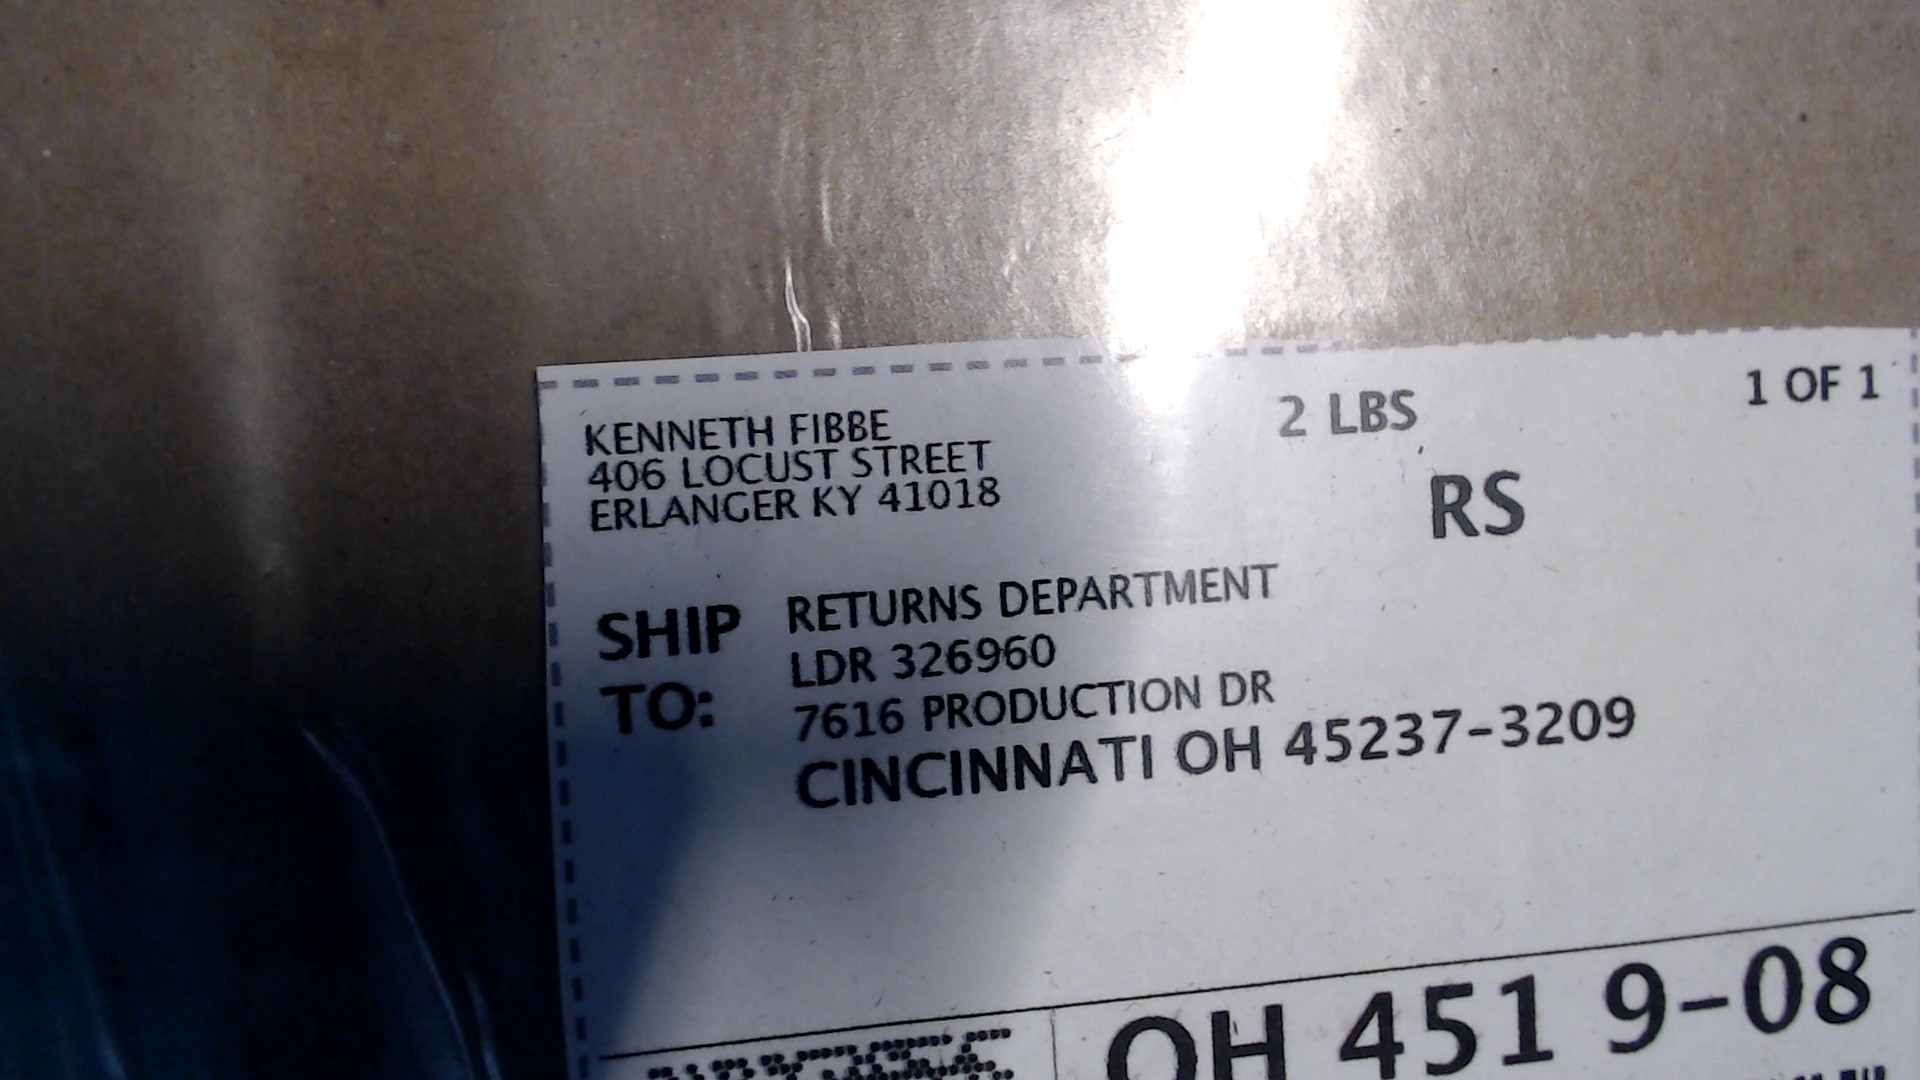 KENNETH FIBBE
406 LOCUST STREET
ERLANGER KY 41018
2 LBS
1 OF 1
RS
SHIP TO:
RETURNS DEPARTMENT
LDR 326960
7616 PRODUCTION DR
CINCINNATI OH 45237-3209
OH 451 9-08